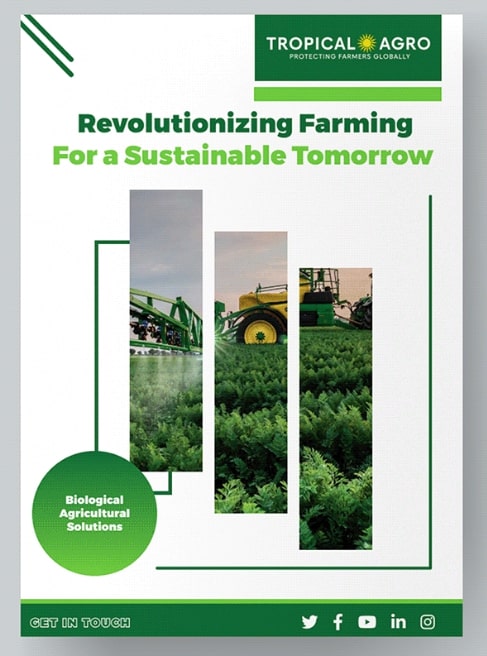 TROPICAL AGRO
PROTECTING FARMERS GLOBALLY
Revolutionizing Farming
For a Sustainable Tomorrow
Biological
Agricultural
Solutions
GET IN TOUCH